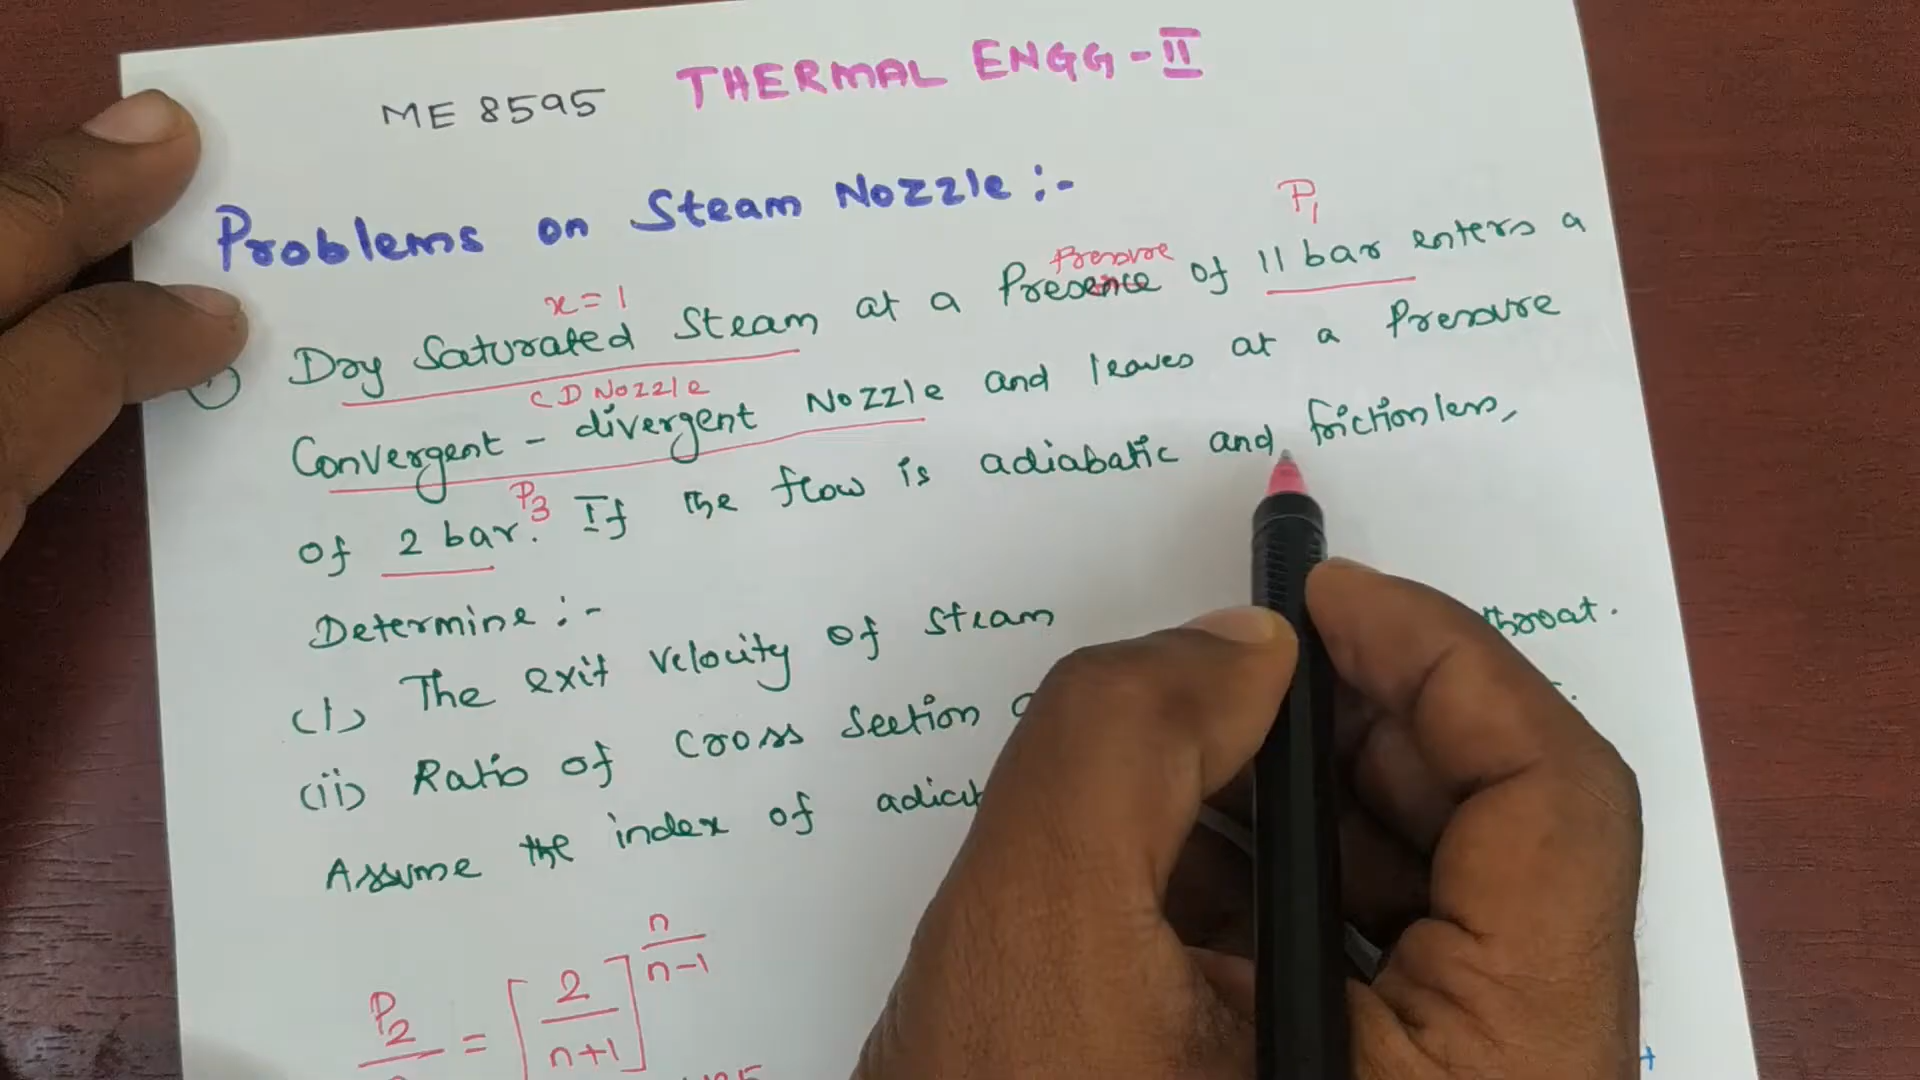 ME 8595 THERMAL ENGG - II
Problems on Steam Nozzle :-
P1
Pressure
x = 1
Dry Saturated Steam at a Presence of 11 bar enters a
CD Nozzle
Convergent - divergent Nozzle and leaves at a Pressure
P3
of 2 bar. If the flow is adiabatic and frictionless,
Determine :-
(i) The exit velocity of steam throat.
(ii) Ratio of cross section
Assume the index of
P2 = [2/n+1] n/n-1